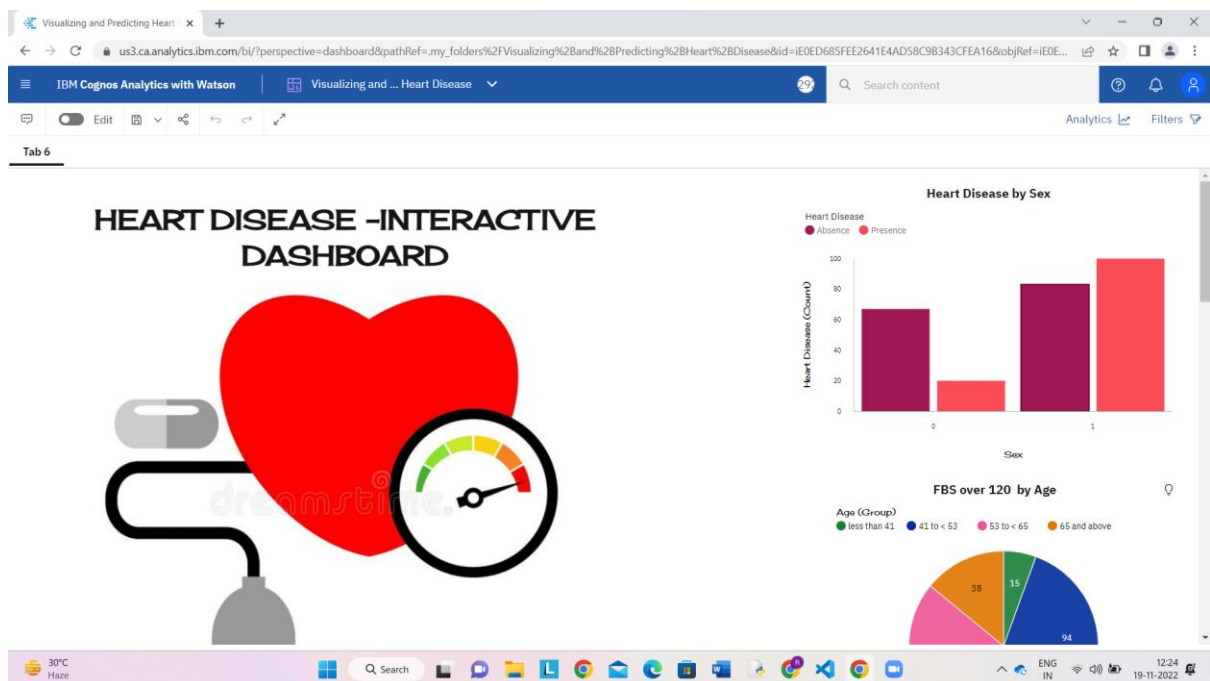 Visualizing and Predicting Heart
us3.ca.analytics.ibm.com/bi/?perspective=dashboard&pathRef=.my_folders%2FVisualizing%2Band%2BPredicting%2BHeart%2BDisease&id=iE0ED685FEE2641E4AD58C9B343CFEA16&objRef=iE0E...
IBM Cognos Analytics with Watson
Visualizing and ... Heart Disease
Search content
Edit
Analytics
Filters
Tab 6
HEART DISEASE -INTERACTIVE
DASHBOARD
dreamstime.
Heart Disease by Sex
Heart Disease
Absence Presence
Heart Disease (Count)
100
80
60
40
20
0
0 1
Sex
FBS over 120 by Age
Age (Group)
less than 41 41 to < 53 53 to < 65 65 and above
38 15
94
30°C
Haze
Search
ENG
IN
12:24
19-11-2022